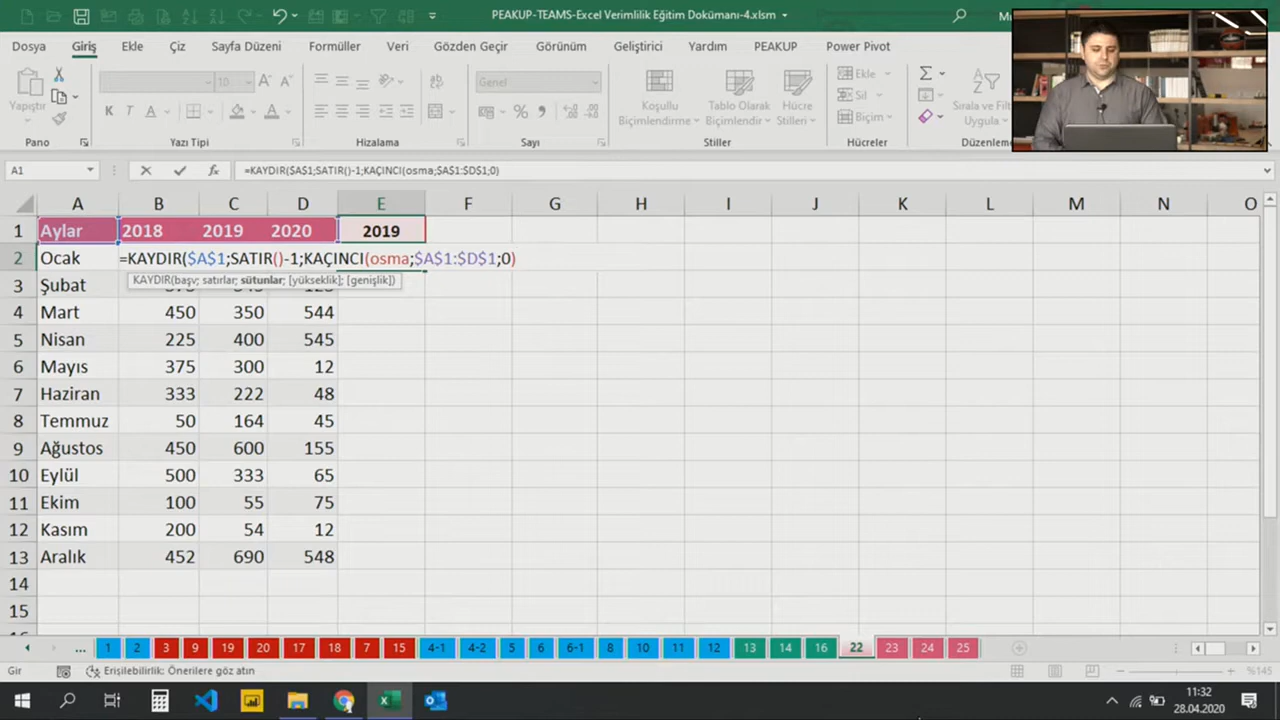 PEAKUP-TEAMS-Excel Verimlilik Eğitim Dokümanı-4.xlsm
Dosya Giriş Ekle Çiz Sayfa Düzeni Formüller Veri Gözden Geçir Görünüm Geliştirici Yardım PEAKUP Power Pivot
Yapıştır
10
K T A
Genel
Koşullu Biçimlendirme
Tablo Olarak Biçimlendir
Hücre Stilleri
Ekle
Sil
Biçim
Sırala ve Filtre Uygula
Pano Yazı Tipi Hizalama Sayı Stiller Hücreler Düzenleme
A1 =KAYDIR($A$1;SATIR()-1;KAÇINCI(osma;$A$1:$D$1;0)
A B C D E F G H I J K L M N O
1 Aylar 2018 2019 2020 2019
2 Ocak =KAYDIR($A$1;SATIR()-1;KAÇINCI(osma;$A$1:$D$1;0)
KAYDIR(başv; satırlar; sütunlar; [yükseklik]; [genişlik])
3 Şubat
4 Mart 450 350 544
5 Nisan 225 400 545
6 Mayıs 375 300 12
7 Haziran 333 222 48
8 Temmuz 50 164 45
9 Ağustos 450 600 155
10 Eylül 500 333 65
11 Ekim 100 55 75
12 Kasım 200 54 12
13 Aralık 452 690 548
14
15
... 1 2 3 9 19 20 17 18 7 15 4-1 4-2 5 6 6-1 8 10 11 12 13 14 16 22 23 24 25
Gir Erişilebilirlik: Önerilere göz atın %145
11:32
28.04.2020